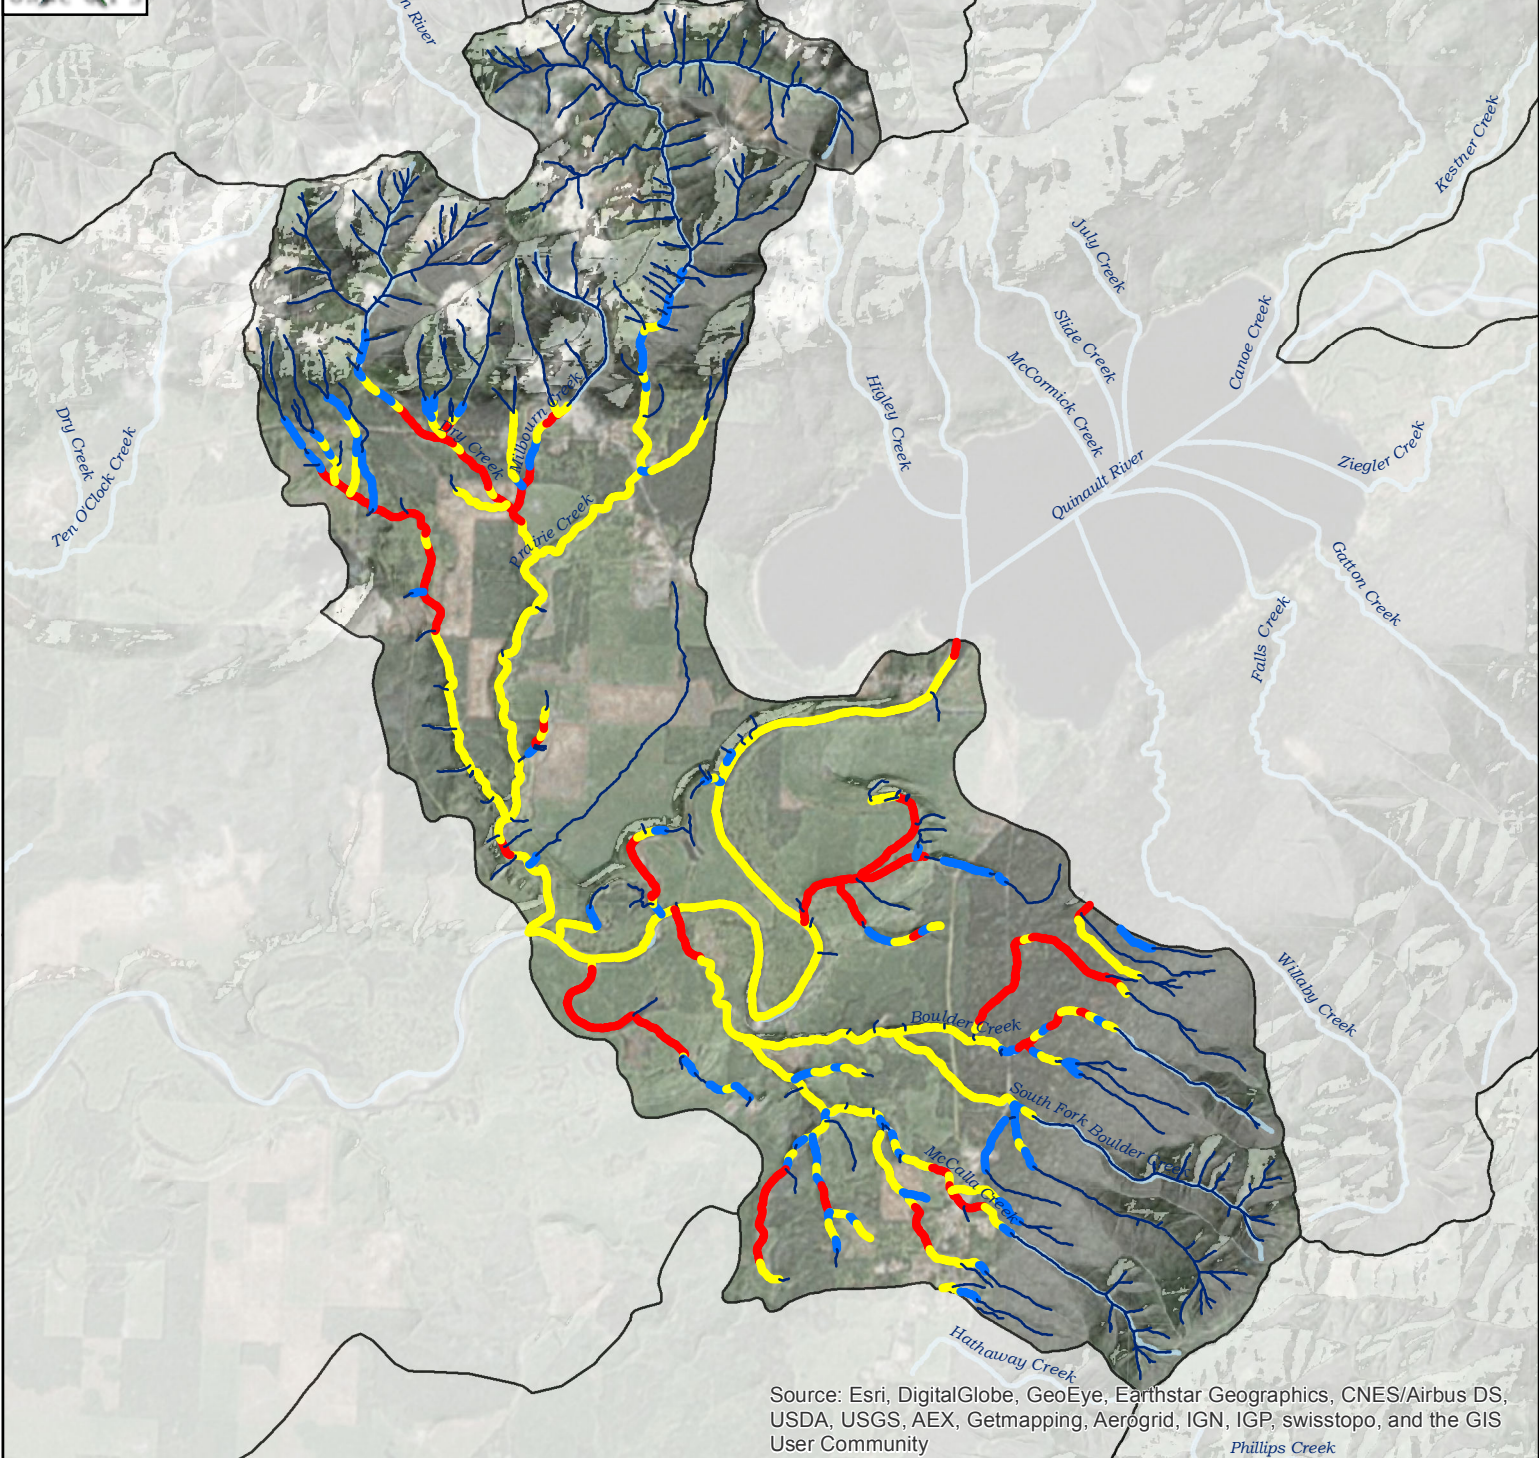 n River
Kestner Creek
July Creek
Slide Creek
Canoe Creek
McCormick Creek
Higley Creek
Dry Creek
Ten O'Clock Creek
Milbourn Creek
Dry Creek
Ziegler Creek
Quinault River
Prairie Creek
Gatton Creek
Falls Creek
Willaby Creek
Boulder Creek
South Fork Boulder Creek
McCalla Creek
Hathaway Creek
Source: Esri, DigitalGlobe, GeoEye, Earthstar Geographics, CNES/Airbus DS,
USDA, USGS, AEX, Getmapping, Aerogrid, IGN, IGP, swisstopo, and the GIS
User Community
Phillips Creek